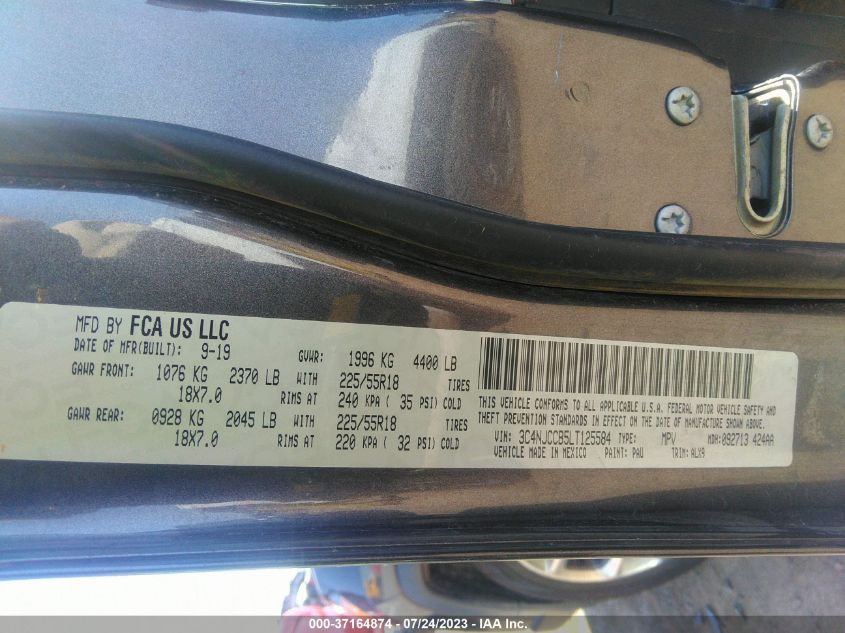 MFD BY FCA US LLC
DATE OF MFR(BUILT): 9-19 GVWR: 1996 KG 4400 LB
GAWR FRONT: 1076 KG 2370 LB WITH 225/55R18 TIRES
18X7.0 RIMS AT 240 KPA ( 35 PSI) COLD
GAWR REAR: 0928 KG 2045 LB WITH 225/55R18 TIRES
18X7.0 RIMS AT 220 KPA ( 32 PSI) COLD
THIS VEHICLE CONFORMS TO ALL APPLICABLE U.S.A. FEDERAL MOTOR VEHICLE SAFETY AND
THEFT PREVENTION STANDARDS IN EFFECT ON THE DATE OF MANUFACTURE SHOWN ABOVE.
VIN: 3C4NJCCB5LT125584 TYPE: MPV MDH: 092713 424AA
VEHICLE MADE IN MEXICO PAINT: PAU TRIM: ALX9
000-37164874 | 07/24/2023 | IAA Inc.